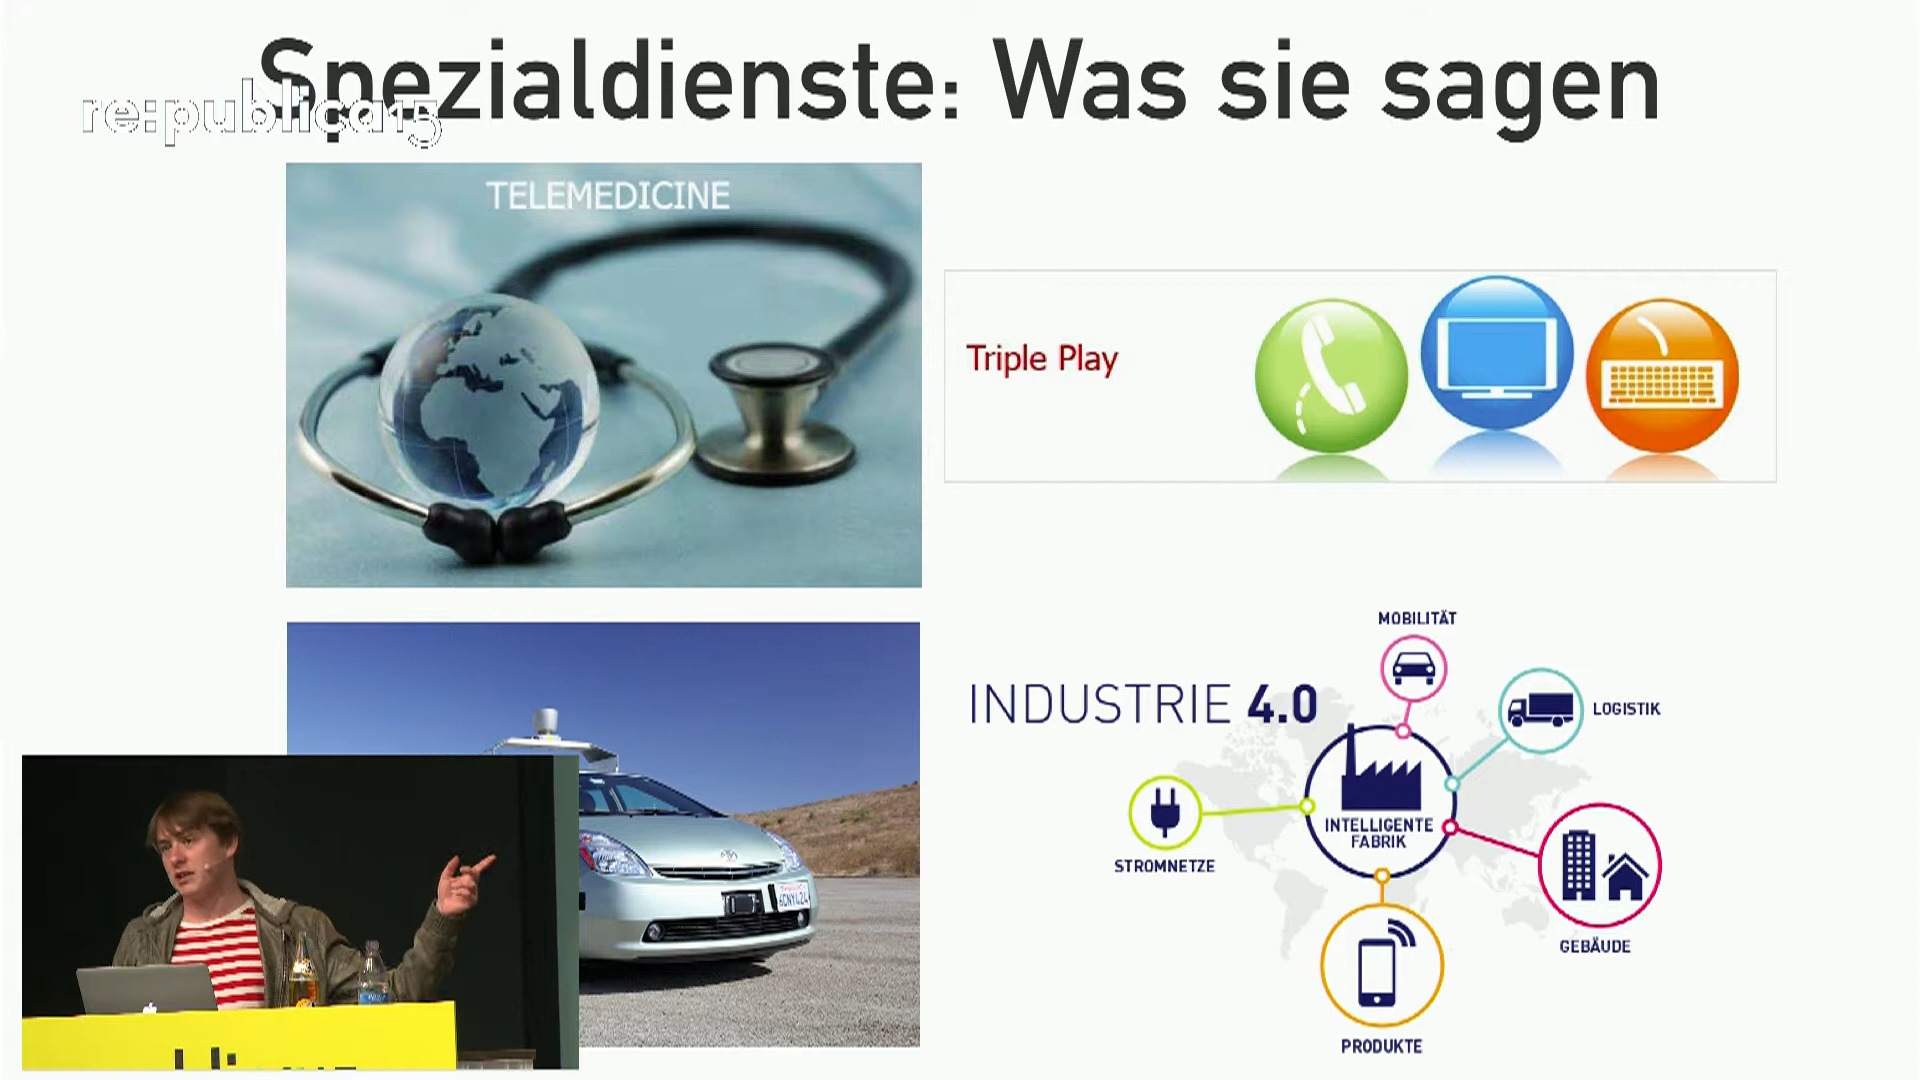 Spezialdienste: Was sie sagen
re:publica15
TELEMEDICINE
Triple Play
INDUSTRIE 4.0
MOBILITÄT
LOGISTIK
INTELLIGENTE
FABRIK
STROMNETZE
GEBÄUDE
PRODUKTE